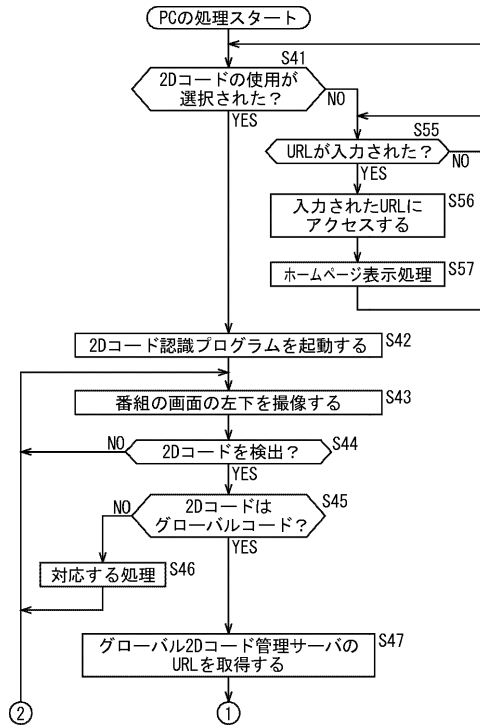 PCの処理スタート
S41
2Dコードの使用が
選択された?
NO
YES
S55
URLが入力された?
NO
YES
S56
入力されたURLに
アクセスする
S57
ホームページ表示処理
2Dコード認識プログラムを起動する
S42
番組の画面の左下を撮像する
S43
NO
2Dコードを検出?
S44
YES
NO
2Dコードは
グローバルコード?
S45
YES
対応する処理
S46
グローバル2Dコード管理サーバの
URLを取得する
S47
2
1